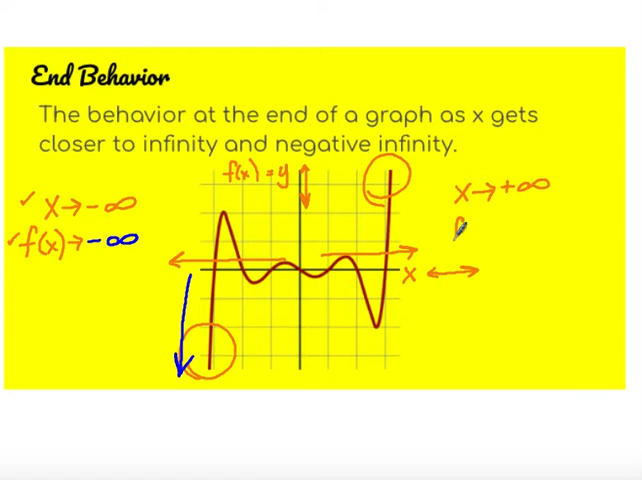 End Behavior
The behavior at the end of a graph as x gets
closer to infinity and negative infinity.
f(x) = y
x→-∞
f(x)→-∞
x→+∞
f
x